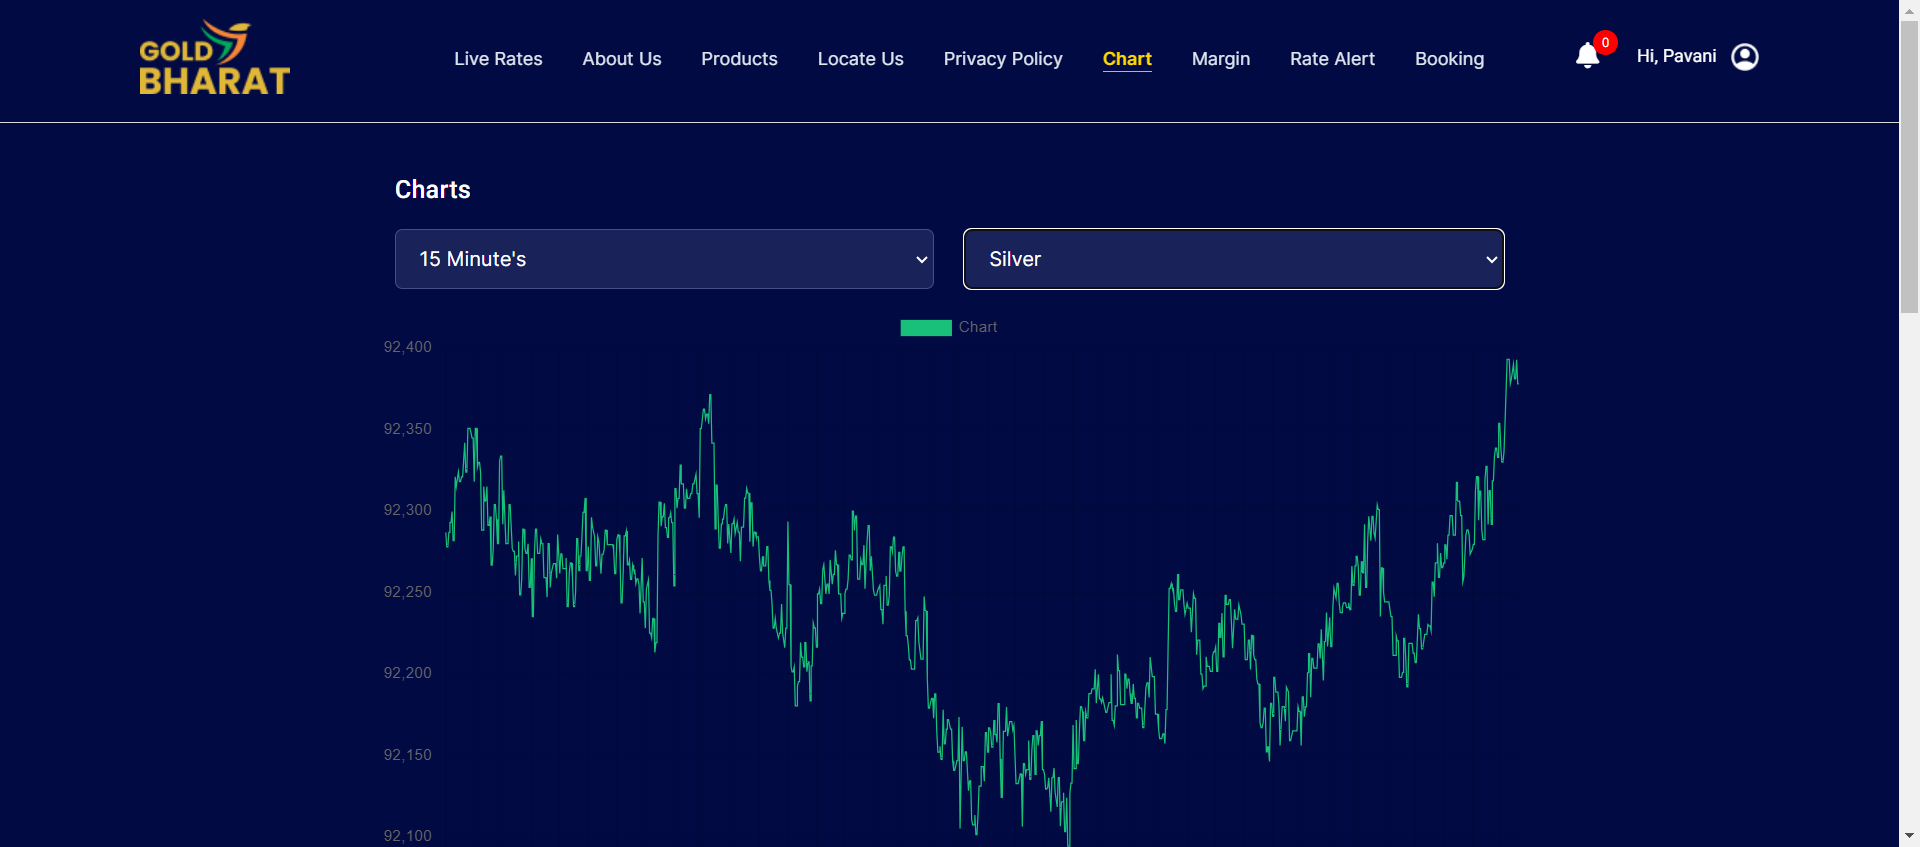 GOLD
BHARAT
Live Rates About Us Products Locate Us Privacy Policy Chart Margin Rate Alert Booking 0 Hi, Pavani
Charts
15 Minute's Silver
Chart
92,400
92,350
92,300
92,250
92,200
92,150
92,100